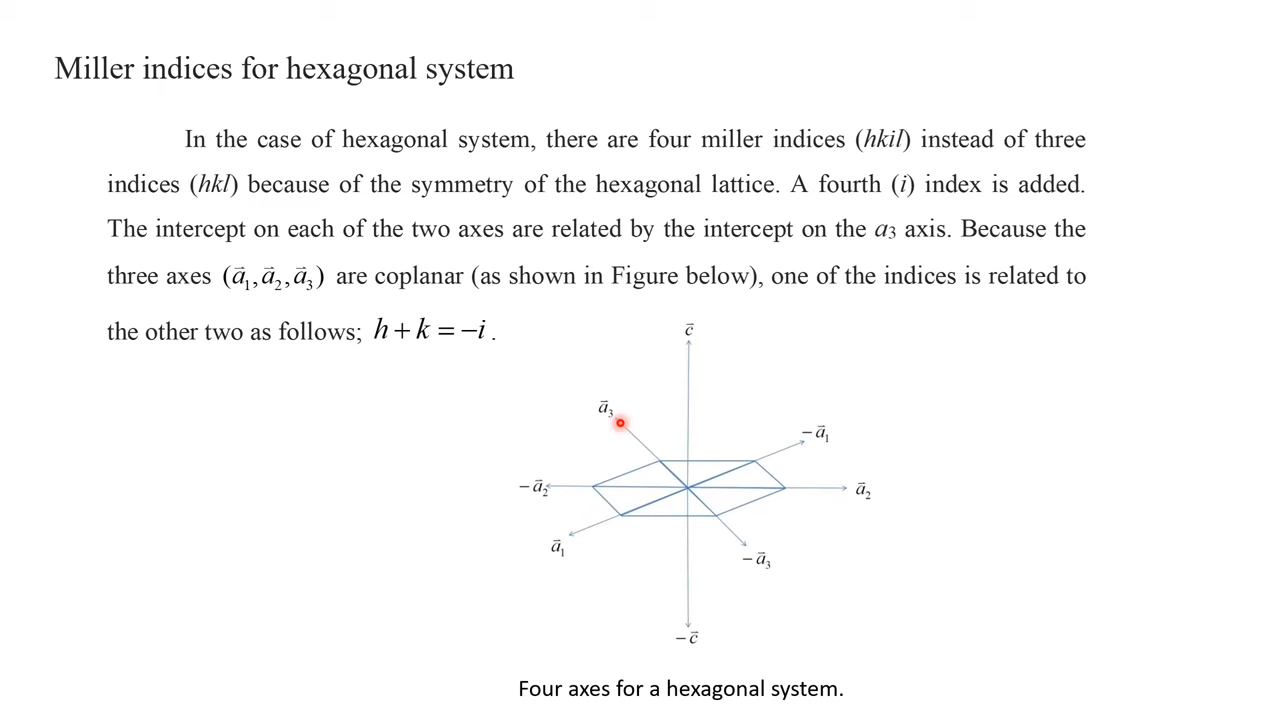 Miller indices for hexagonal system
In the case of hexagonal system, there are four miller indices (hkil) instead of three
indices (hkl) because of the symmetry of the hexagonal lattice. A fourth (i) index is added.
The intercept on each of the two axes are related by the intercept on the a₃ axis. Because the
three axes (a⃗₁,a⃗₂,a⃗₃) are coplanar (as shown in Figure below), one of the indices is related to
the other two as follows; h + k = −i .
c⃗
a⃗₃
− a⃗₁
− a⃗₂
a⃗₂
a⃗₁
− a⃗₃
− c⃗
Four axes for a hexagonal system.